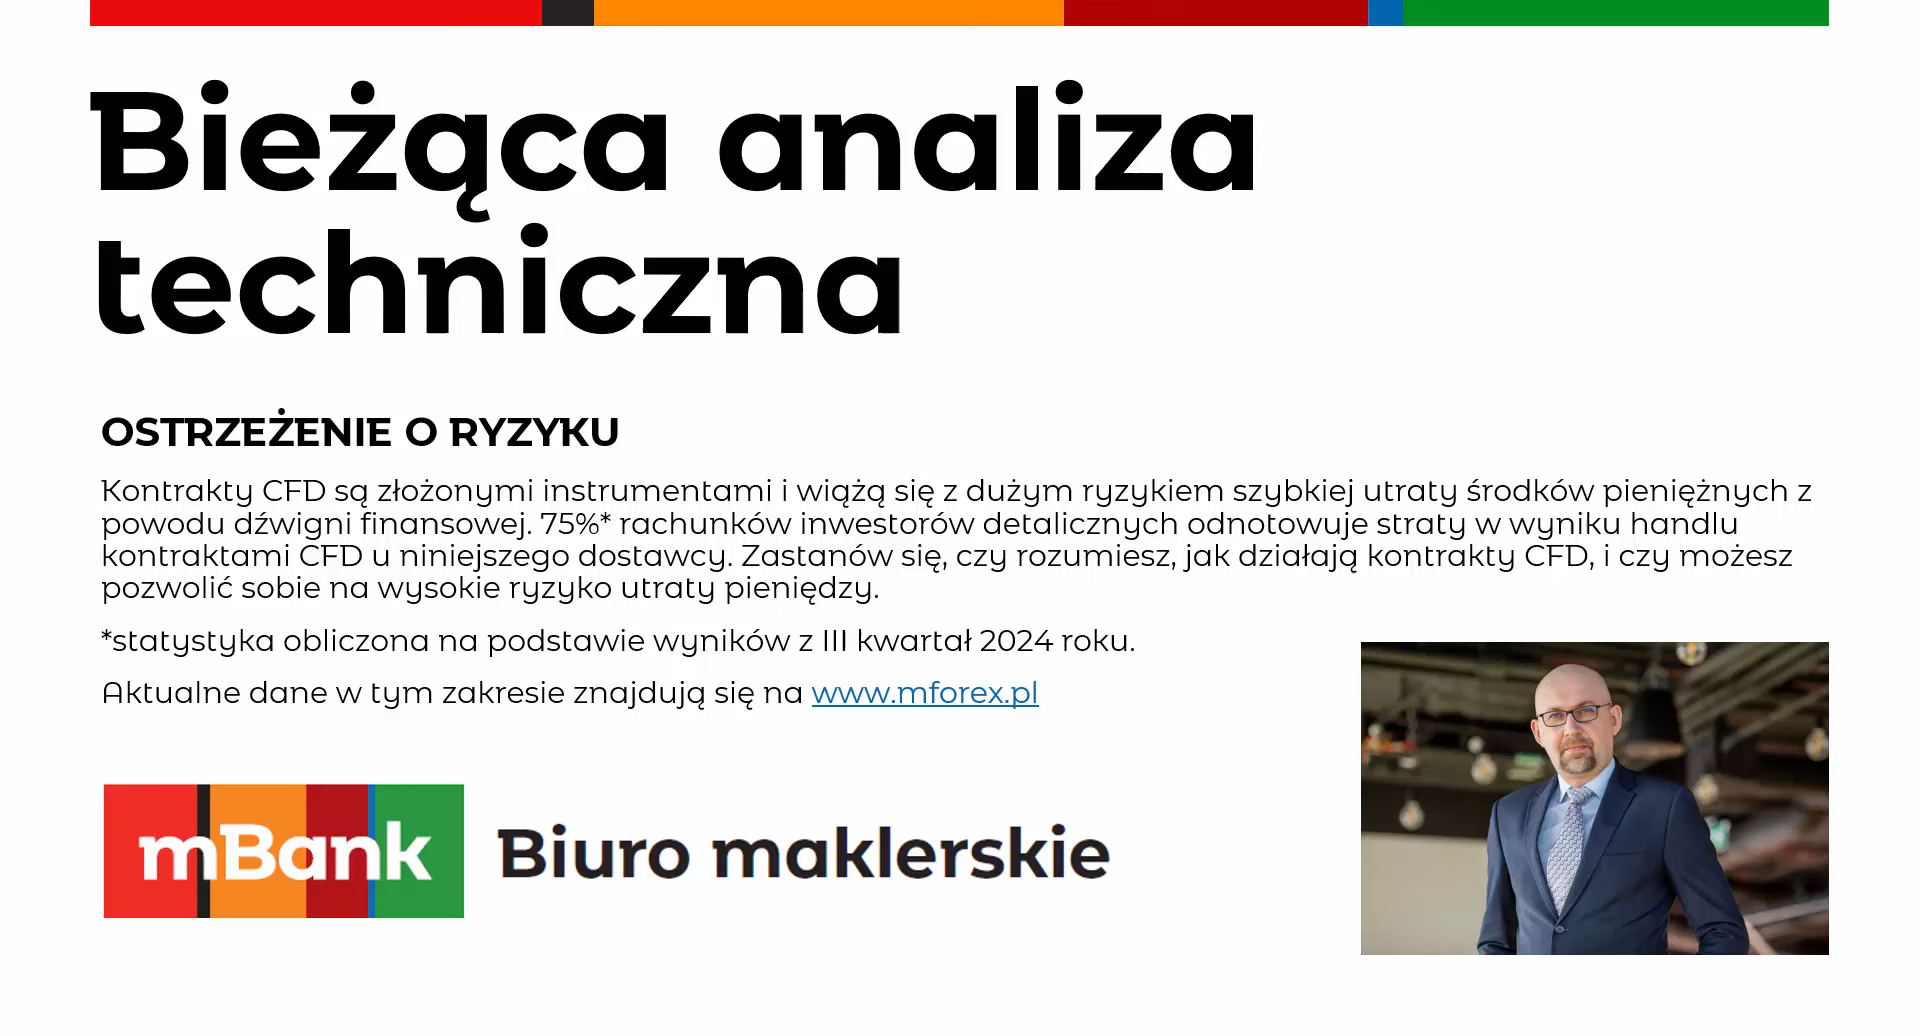 Bieżąca analiza
techniczna
OSTRZEŻENIE O RYZYKU
Kontrakty CFD są złożonymi instrumentami i wiążą się z dużym ryzykiem szybkiej utraty środków pieniężnych z
powodu dźwigni finansowej. 75%* rachunków inwestorów detalicznych odnotowuje straty w wyniku handlu
kontraktami CFD u niniejszego dostawcy. Zastanów się, czy rozumiesz, jak działają kontrakty CFD, i czy możesz
pozwolić sobie na wysokie ryzyko utraty pieniędzy.
*statystyka obliczona na podstawie wyników z III kwartał 2024 roku.
Aktualne dane w tym zakresie znajdują się na www.mforex.pl
mBank Biuro maklerskie